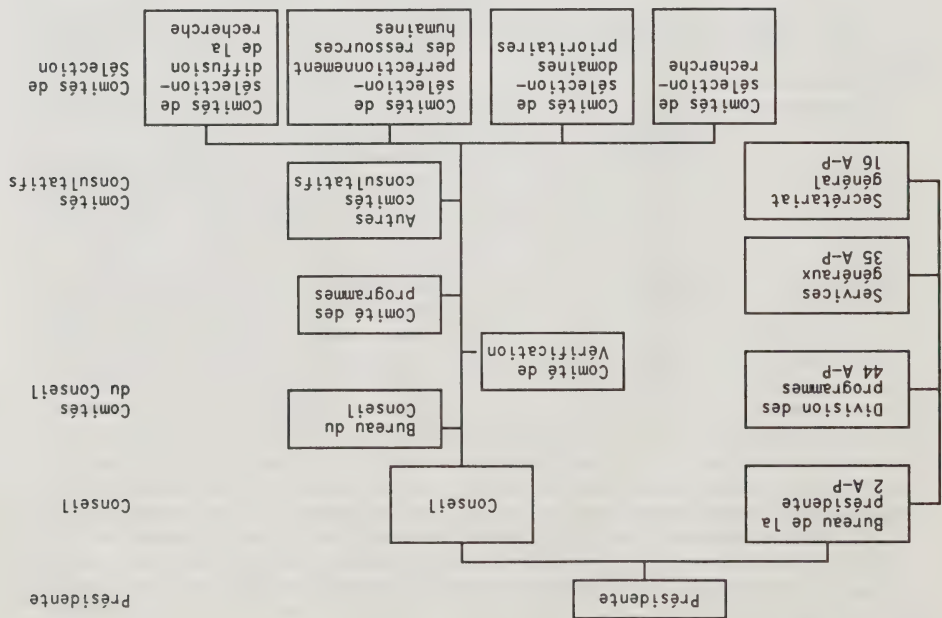 Présidente
Présidente
Bureau de la
présidente
2 A-P
Conseil
Conseil
Division des
programmes
44 A-P
Bureau du
Conseil
Comités
du Conseil
Comité de
Vérification
Services
généraux
35 A-P
Comité des
programmes
Secrétariat
général
16 A-P
Autres
comités
consultatifs
Comités
Consultatifs
Comités de
sélection-
recherche
Comités de
sélection-
domaines
prioritaires
Comités de
sélection-
perfectionnement
des ressources
humaines
Comités de
sélection-
diffusion
de la
recherche
Comités de
Sélection